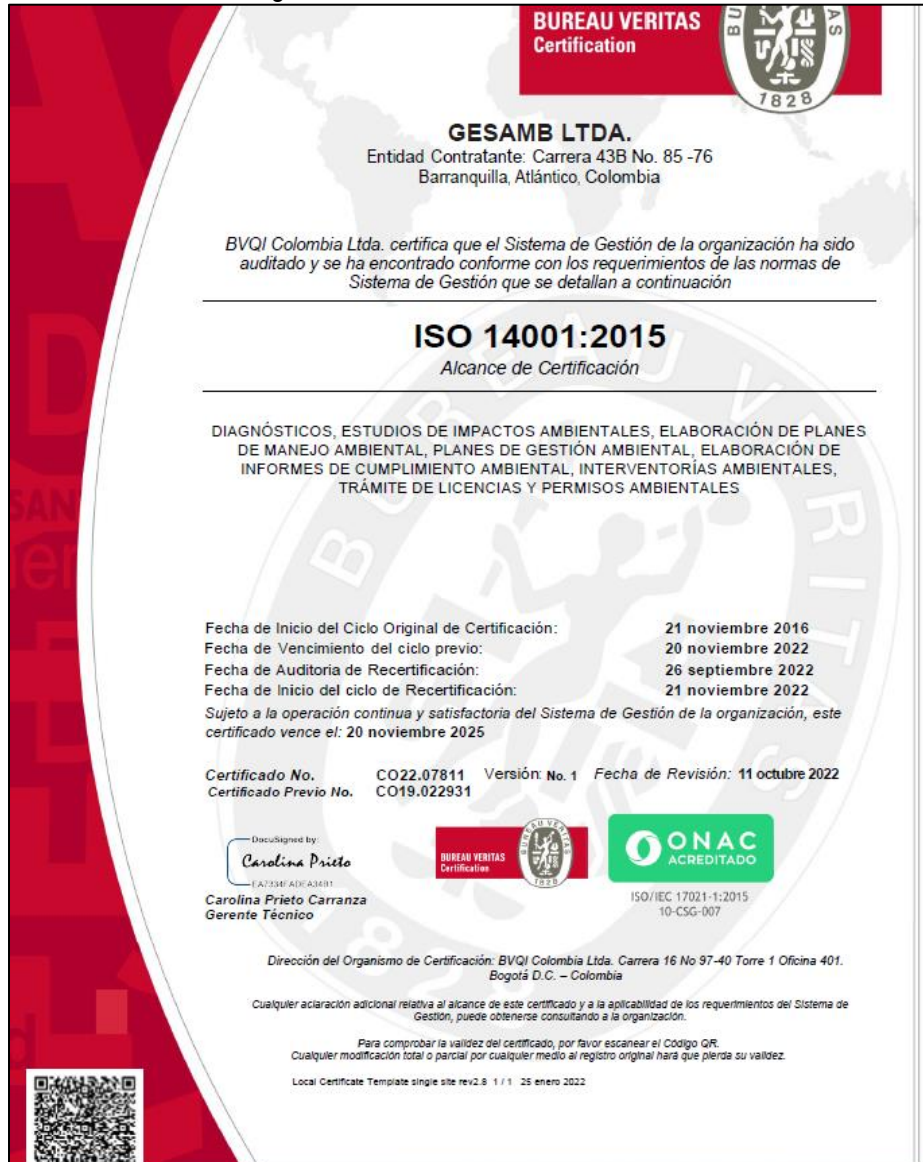 BUREAU VERITAS
Certification
1828
GESAMB LTDA.
Entidad Contratante: Carrera 43B No. 85 -76
Barranquilla, Atlántico, Colombia
BVQI Colombia Ltda. certifica que el Sistema de Gestión de la organización ha sido
auditado y se ha encontrado conforme con los requerimientos de las normas de
Sistema de Gestión que se detallan a continuación
ISO 14001:2015
Alcance de Certificación
DIAGNÓSTICOS, ESTUDIOS DE IMPACTOS AMBIENTALES, ELABORACIÓN DE PLANES
DE MANEJO AMBIENTAL, PLANES DE GESTIÓN AMBIENTAL, ELABORACIÓN DE
INFORMES DE CUMPLIMIENTO AMBIENTAL, INTERVENTORÍAS AMBIENTALES,
TRÁMITE DE LICENCIAS Y PERMISOS AMBIENTALES
BUREAU VERITAS
1828
Fecha de Inicio del Ciclo Original de Certificación: 21 noviembre 2016
Fecha de Vencimiento del ciclo previo: 20 noviembre 2022
Fecha de Auditoria de Recertificación: 26 septiembre 2022
Fecha de Inicio del ciclo de Recertificación: 21 noviembre 2022
Sujeto a la operación continua y satisfactoria del Sistema de Gestión de la organización, este
certificado vence el: 20 noviembre 2025
Certificado No. CO22.07811 Versión: No. 1 Fecha de Revisión: 11 octubre 2022
Certificado Previo No. CO19.022931
DocuSigned by:
Carolina Prieto
Carolina Prieto Carranza
Gerente Técnico
BUREAU VERITAS
Certification
BUREAU VERITAS
1828
ONAC
ACREDITADO
ISO/IEC 17021-1:2015
10-CSG-007
Dirección del Organismo de Certificación: BVQI Colombia Ltda. Carrera 16 No 97-40 Torre 1 Oficina 401.
Bogotá D.C. – Colombia
Cualquier aclaración adicional relativa al alcance de este certificado y a la aplicabilidad de los requerimientos del Sistema de
Gestión, puede obtenerse consultando a la organización.
Para comprobar la validez del certificado, por favor escanear el Código QR.
Cualquier modificación total o parcial por cualquier medio al registro original hará que pierda su validez.
Local Certificate Template single site rev2.8 1 / 1 25 enero 2022